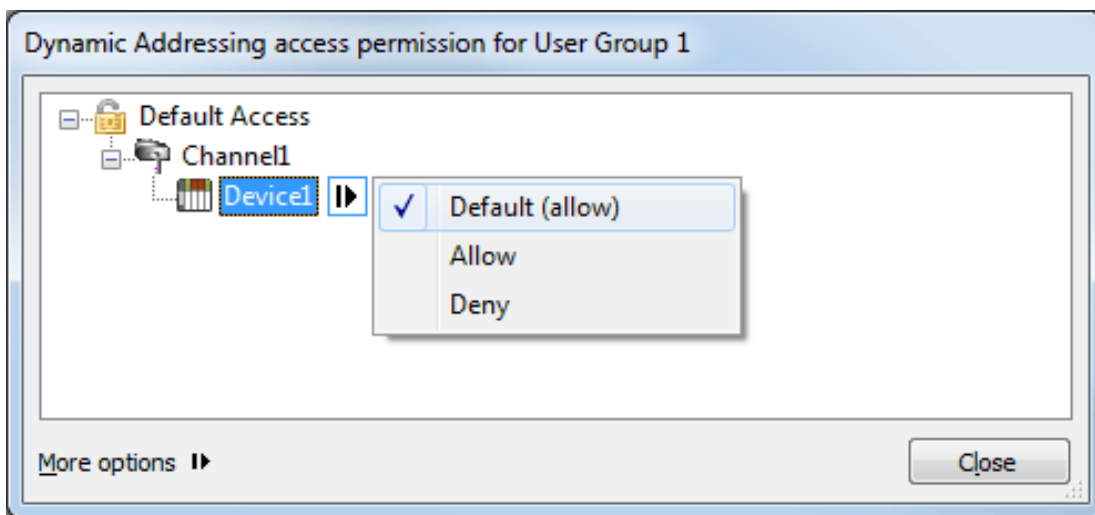 Dynamic Addressing access permission for User Group 1
Default Access
Channel1
Device1
Default (allow)
Allow
Deny
More options
Close